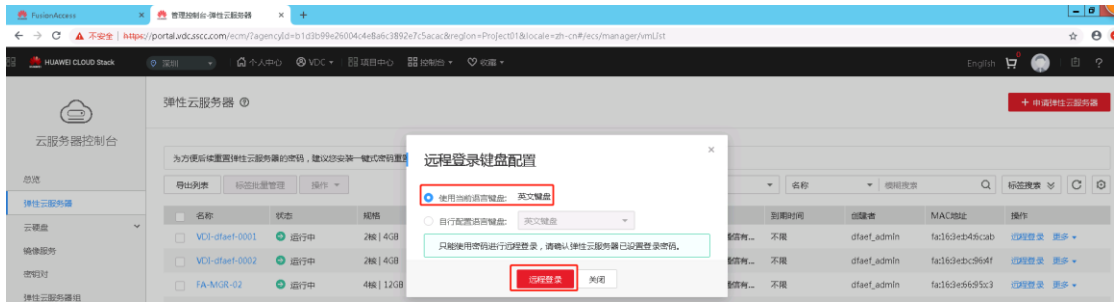 FusionAccess
管理控制台-弹性云服务器
不安全 | https://portal.vdc.sscc.com/ecm/?agencyId=b1d3b99e26004c4e8a6c3892e7c5acac&region=Project01&locale=zh-cn#/ecs/manager/vmList
HUAWEI CLOUD Stack 深圳 个人中心 VDC 项目中心 控制台 收藏 English
弹性云服务器
+ 申请弹性云服务器
云服务器控制台
为方便后续重置弹性云服务器的密码，建议您安装一键式密码重置
远程登录键盘配置
总览
导出列表 标签批量管理 操作 名称 模糊搜索 标签搜索
使用当前语言键盘: 英文键盘
弹性云服务器
名称 状态 规格 到期时间 创建者 MAC地址 操作
自行配置语言键盘: 英文键盘
云硬盘
VDI-dfaef-0001 运行中 2核 | 4GB 不限 dfaef_admin fa:16:3e:b4:6c:ab 远程登录 更多
只能使用密码进行远程登录，请确认弹性云服务器已设置登录密码。
镜像服务
VDI-dfaef-0002 运行中 2核 | 4GB 不限 dfaef_admin fa:16:3e:bc:96:4f 远程登录 更多
密钥对
远程登录 关闭
FA-MGR-02 运行中 4核 | 12GB 不限 dfaef_admin fa:16:3e:66:95:c3 远程登录 更多
弹性云服务器组